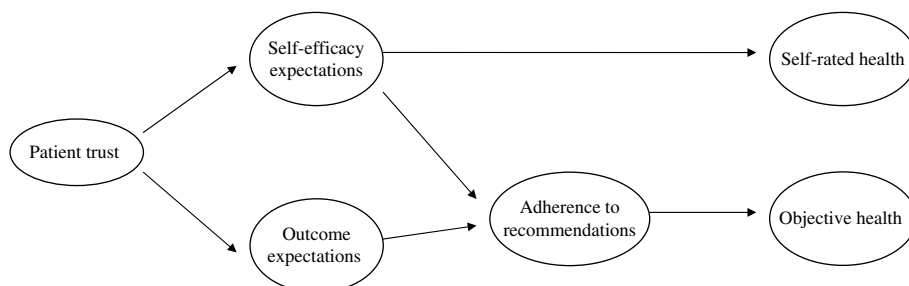 Self-efficacy
expectations
Self-rated health
Patient trust
Outcome
expectations
Adherence to
recommendations
Objective health